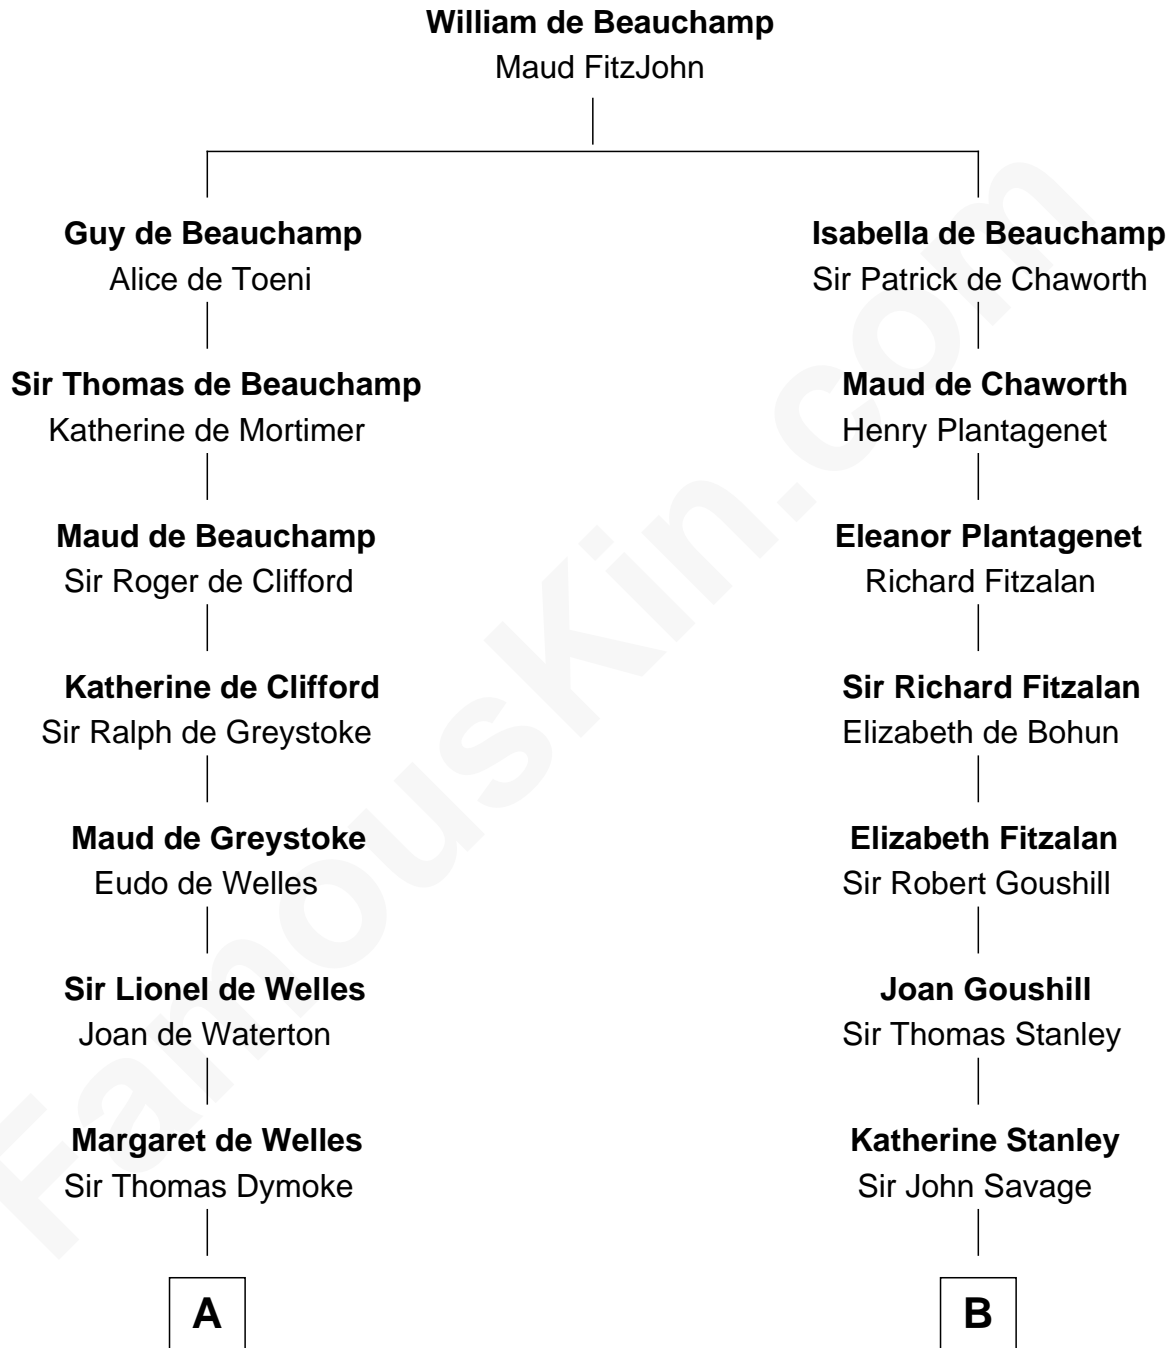 William de Beauchamp
Maud FitzJohn
Guy de Beauchamp
Alice de Toeni
Isabella de Beauchamp
Sir Patrick de Chaworth
Sir Thomas de Beauchamp
Katherine de Mortimer
Maud de Chaworth
Henry Plantagenet
Maud de Beauchamp
Sir Roger de Clifford
Eleanor Plantagenet
Richard Fitzalan
Katherine de Clifford
Sir Ralph de Greystoke
Sir Richard Fitzalan
Elizabeth de Bohun
Maud de Greystoke
Eudo de Welles
Elizabeth Fitzalan
Sir Robert Goushill
Sir Lionel de Welles
Joan de Waterton
Joan Goushill
Sir Thomas Stanley
Margaret de Welles
Sir Thomas Dymoke
Katherine Stanley
Sir John Savage
A
B
FamousKin.com